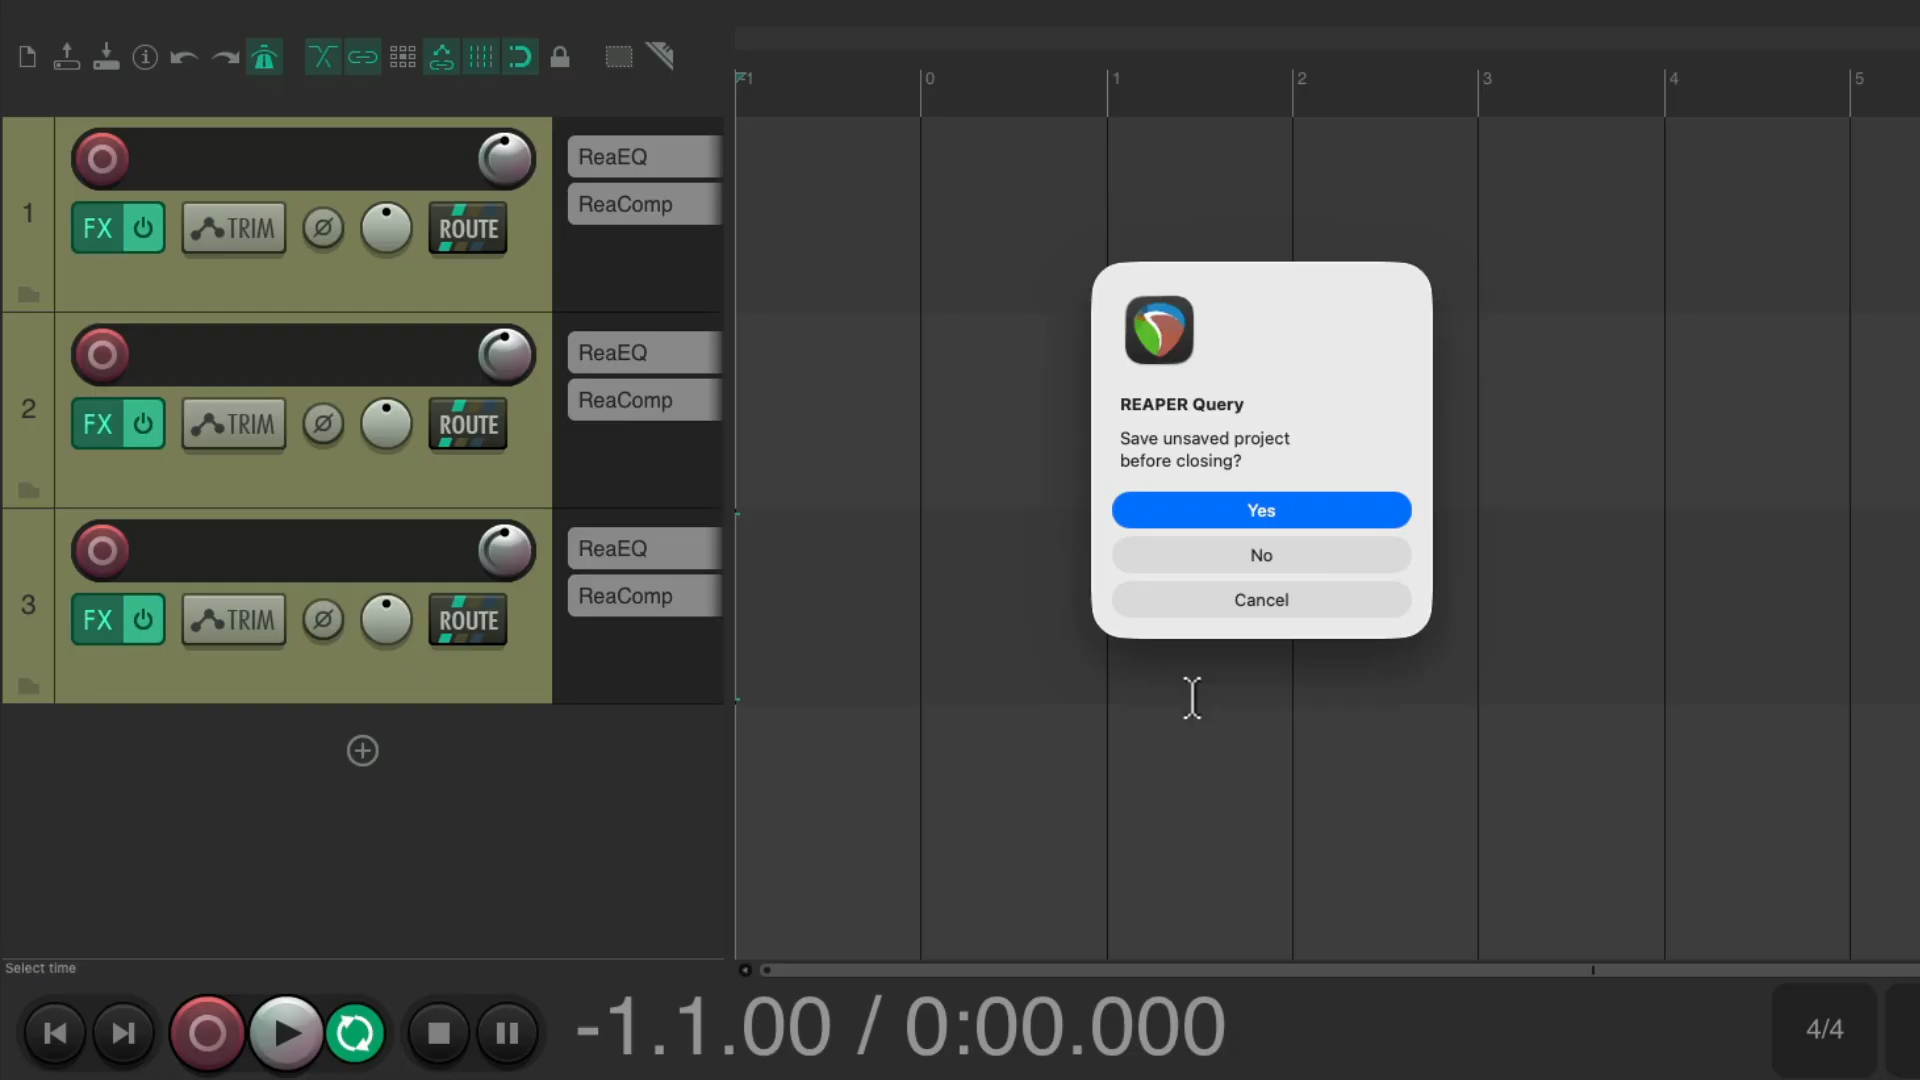 -1
0
1
2
3
4
5
1
ReaEQ
ReaComp
FX
TRIM
ROUTE
2
ReaEQ
ReaComp
FX
TRIM
ROUTE
3
ReaEQ
ReaComp
FX
TRIM
ROUTE
REAPER Query
Save unsaved project
before closing?
Yes
No
Cancel
Select time
-1.1.00 / 0:00.000
4/4